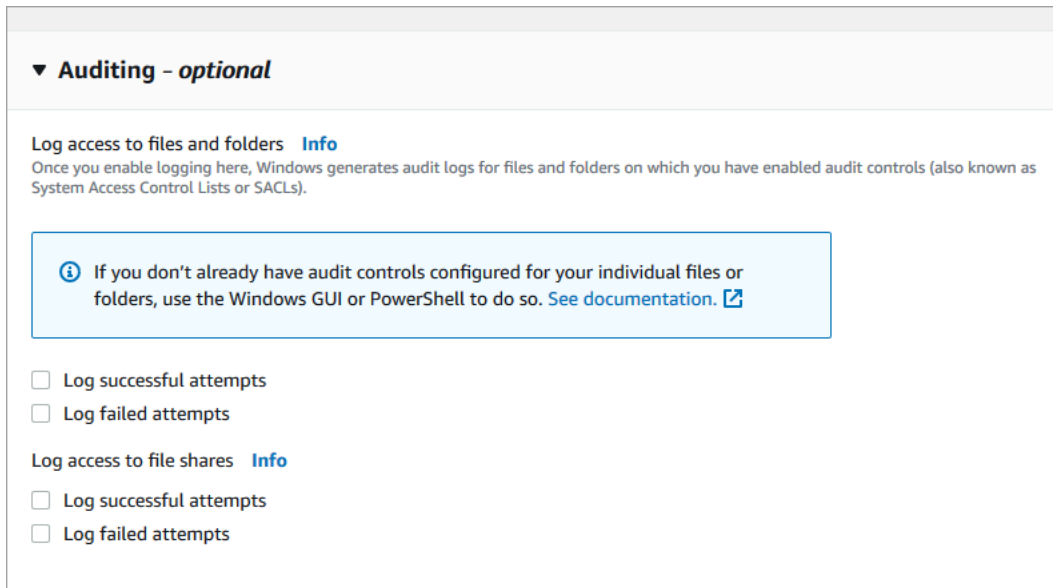 Auditing - optional
Log access to files and folders Info
Once you enable logging here, Windows generates audit logs for files and folders on which you have enabled audit controls (also known as
System Access Control Lists or SACLs).
If you don't already have audit controls configured for your individual files or
folders, use the Windows GUI or PowerShell to do so. See documentation.
Log successful attempts
Log failed attempts
Log access to file shares Info
Log successful attempts
Log failed attempts